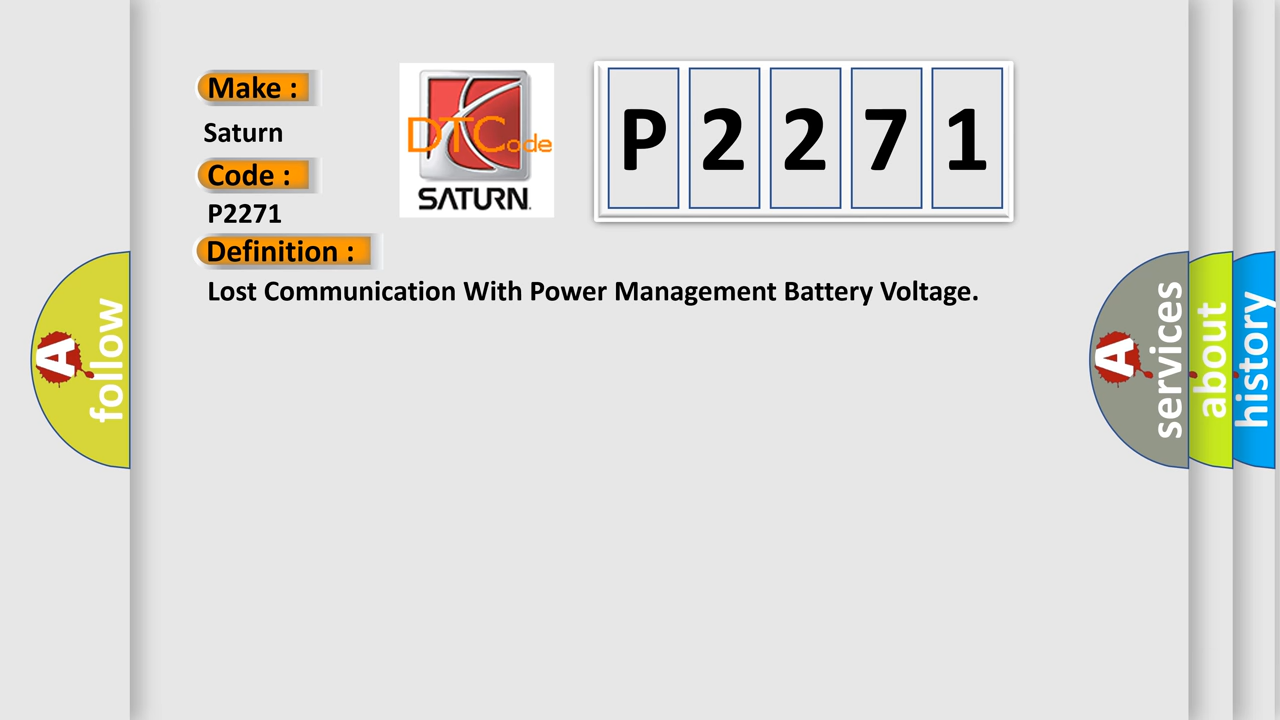 Make :
Saturn
Code :
P2271
Definition :
Lost Communication With Power Management Battery Voltage.
DTCode
SATURN
P 2 2 7 1
A
follow
A
services
about
history